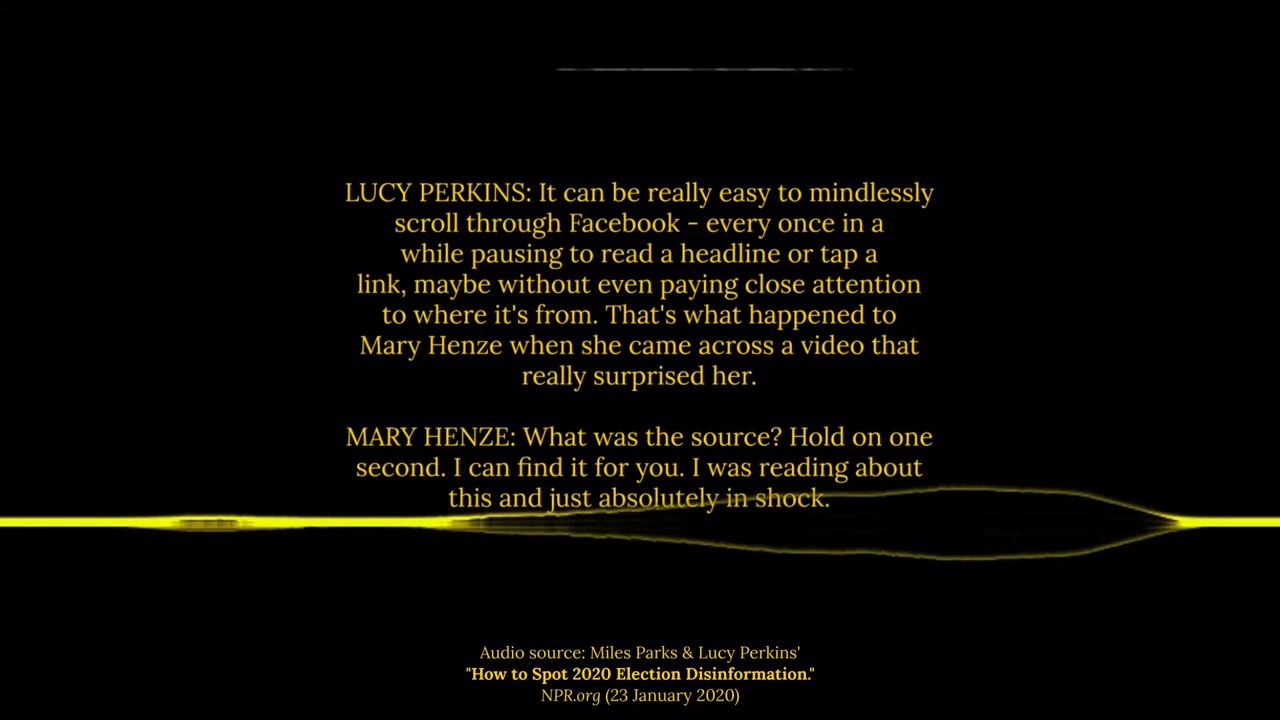 LUCY PERKINS: It can be really easy to mindlessly
scroll through Facebook - every once in a
while pausing to read a headline or tap a
link, maybe without even paying close attention
to where it's from. That's what happened to
Mary Henze when she came across a video that
really surprised her.
MARY HENZE: What was the source? Hold on one
second. I can find it for you. I was reading about
this and just absolutely in shock.
Audio source: Miles Parks & Lucy Perkins'
"How to Spot 2020 Election Disinformation."
NPR.org (23 January 2020)